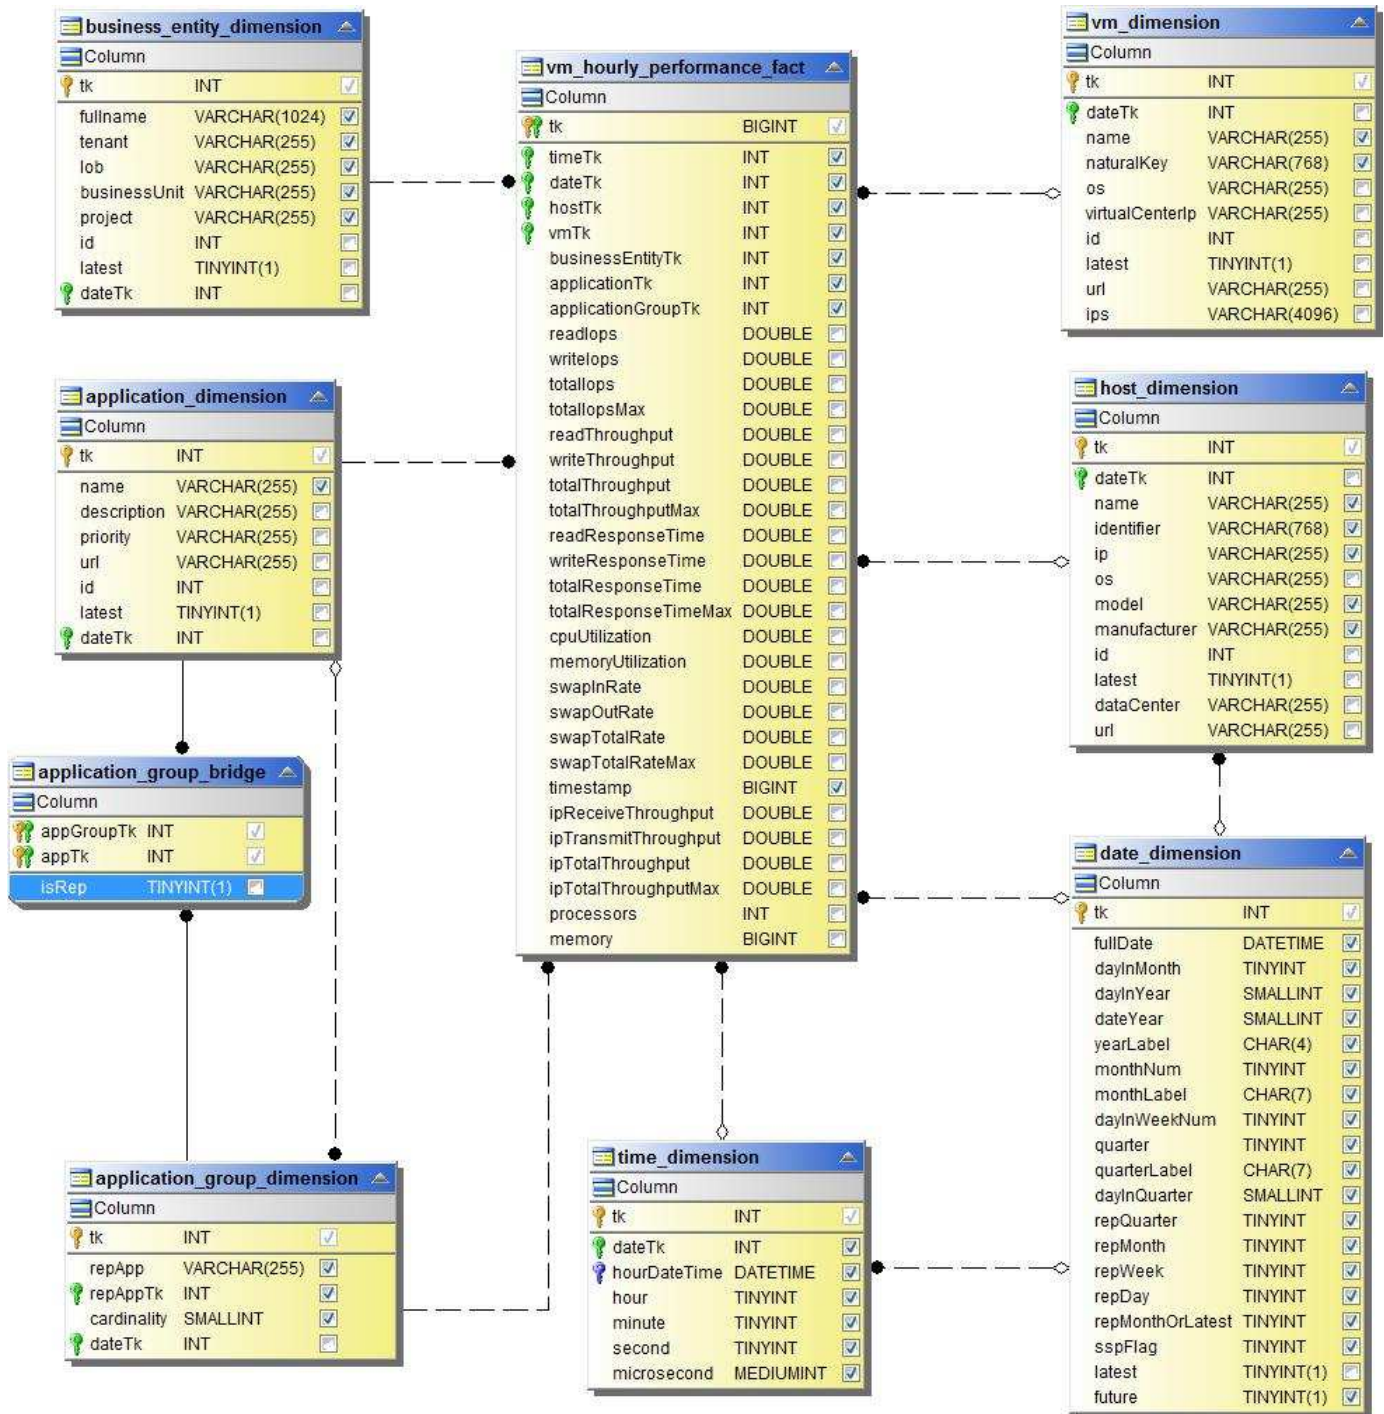 business_entity_dimension
Column
tk INT
fullname VARCHAR(1024)
tenant VARCHAR(255)
lob VARCHAR(255)
businessUnit VARCHAR(255)
project VARCHAR(255)
id INT
latest TINYINT(1)
dateTk INT
application_dimension
Column
tk INT
name VARCHAR(255)
description VARCHAR(255)
priority VARCHAR(255)
url VARCHAR(255)
id INT
latest TINYINT(1)
dateTk INT
application_group_bridge
Column
appGroupTk INT
appTk INT
isRep TINYINT(1)
application_group_dimension
Column
tk INT
repApp VARCHAR(255)
repAppTk INT
cardinality SMALLINT
dateTk INT
vm_hourly_performance_fact
Column
tk BIGINT
timeTk INT
dateTk INT
hostTk INT
vmTk INT
businessEntityTk INT
applicationTk INT
applicationGroupTk INT
readIops DOUBLE
writeIops DOUBLE
totalIops DOUBLE
totalIopsMax DOUBLE
readThroughput DOUBLE
writeThroughput DOUBLE
totalThroughput DOUBLE
totalThroughputMax DOUBLE
readResponseTime DOUBLE
writeResponseTime DOUBLE
totalResponseTime DOUBLE
totalResponseTimeMax DOUBLE
cpuUtilization DOUBLE
memoryUtilization DOUBLE
swapInRate DOUBLE
swapOutRate DOUBLE
swapTotalRate DOUBLE
swapTotalRateMax DOUBLE
timestamp BIGINT
ipReceiveThroughput DOUBLE
ipTransmitThroughput DOUBLE
ipTotalThroughput DOUBLE
ipTotalThroughputMax DOUBLE
processors INT
memory BIGINT
time_dimension
Column
tk INT
dateTk INT
hourDateTime DATETIME
hour TINYINT
minute TINYINT
second TINYINT
microsecond MEDIUMINT
vm_dimension
Column
tk INT
dateTk INT
name VARCHAR(255)
naturalKey VARCHAR(768)
os VARCHAR(255)
virtualCenterIp VARCHAR(255)
id INT
latest TINYINT(1)
url VARCHAR(255)
ips VARCHAR(4096)
host_dimension
Column
tk INT
dateTk INT
name VARCHAR(255)
identifier VARCHAR(768)
ip VARCHAR(255)
os VARCHAR(255)
model VARCHAR(255)
manufacturer VARCHAR(255)
id INT
latest TINYINT(1)
dataCenter VARCHAR(255)
url VARCHAR(255)
date_dimension
Column
tk INT
fullDate DATETIME
dayInMonth TINYINT
dayInYear SMALLINT
dateYear SMALLINT
yearLabel CHAR(4)
monthNum TINYINT
monthLabel CHAR(7)
dayInWeekNum TINYINT
quarter TINYINT
quarterLabel CHAR(7)
dayInQuarter SMALLINT
repQuarter TINYINT
repMonth TINYINT
repWeek TINYINT
repDay TINYINT
repMonthOrLatest TINYINT
sspFlag TINYINT
latest TINYINT(1)
future TINYINT(1)